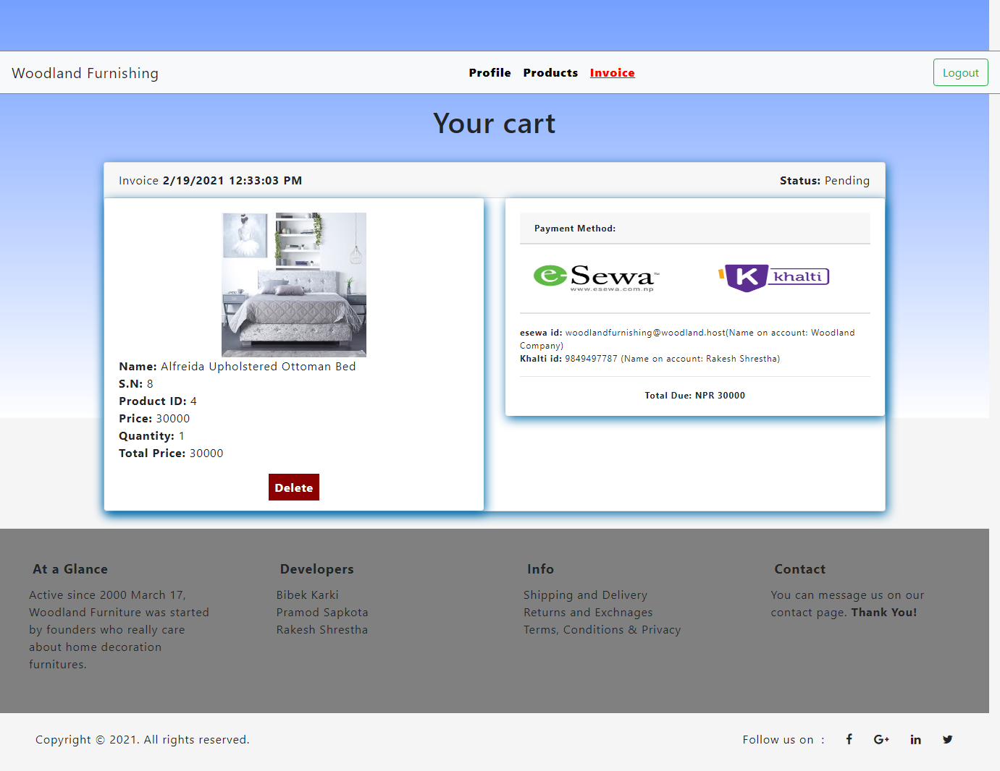 Woodland Furnishing
Profile Products Invoice
Logout
Your cart
Invoice 2/19/2021 12:33:03 PM
Status: Pending
Name: Alfreida Upholstered Ottoman Bed
S.N: 8
Product ID: 4
Price: 30000
Quantity: 1
Total Price: 30000
Delete
Payment Method:
e-Sewa™
www.esewa.com.np
K khalti
esewa id: woodlandfurnishing@woodland.host(Name on account: Woodland
Company)
Khalti id: 9849497787 (Name on account: Rakesh Shrestha)
Total Due: NPR 30000
At a Glance
Active since 2000 March 17,
Woodland Furniture was started
by founders who really care
about home decoration
furnitures.
Developers
Bibek Karki
Pramod Sapkota
Rakesh Shrestha
Info
Shipping and Delivery
Returns and Exchnages
Terms, Conditions & Privacy
Contact
You can message us on our
contact page. Thank You!
Copyright © 2021. All rights reserved.
Follow us on :